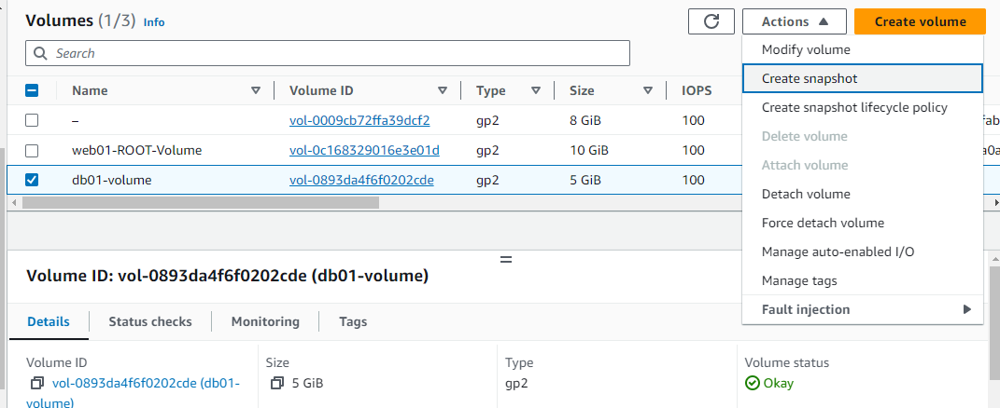 Volumes (1/3) Info
Actions
Create volume
Search
Modify volume
Create snapshot
Create snapshot lifecycle policy
Delete volume
Attach volume
Detach volume
Force detach volume
Manage auto-enabled I/O
Manage tags
Fault injection
Name Volume ID Type Size IOPS
– vol-0009cb72ffa39dcf2 gp2 8 GiB 100
web01-ROOT-Volume vol-0c168329016e3e01d gp2 10 GiB 100
db01-volume vol-0893da4f6f0202cde gp2 5 GiB 100
Volume ID: vol-0893da4f6f0202cde (db01-volume)
Details Status checks Monitoring Tags
Volume ID Size Type Volume status
vol-0893da4f6f0202cde (db01- 5 GiB gp2 Okay
volume)